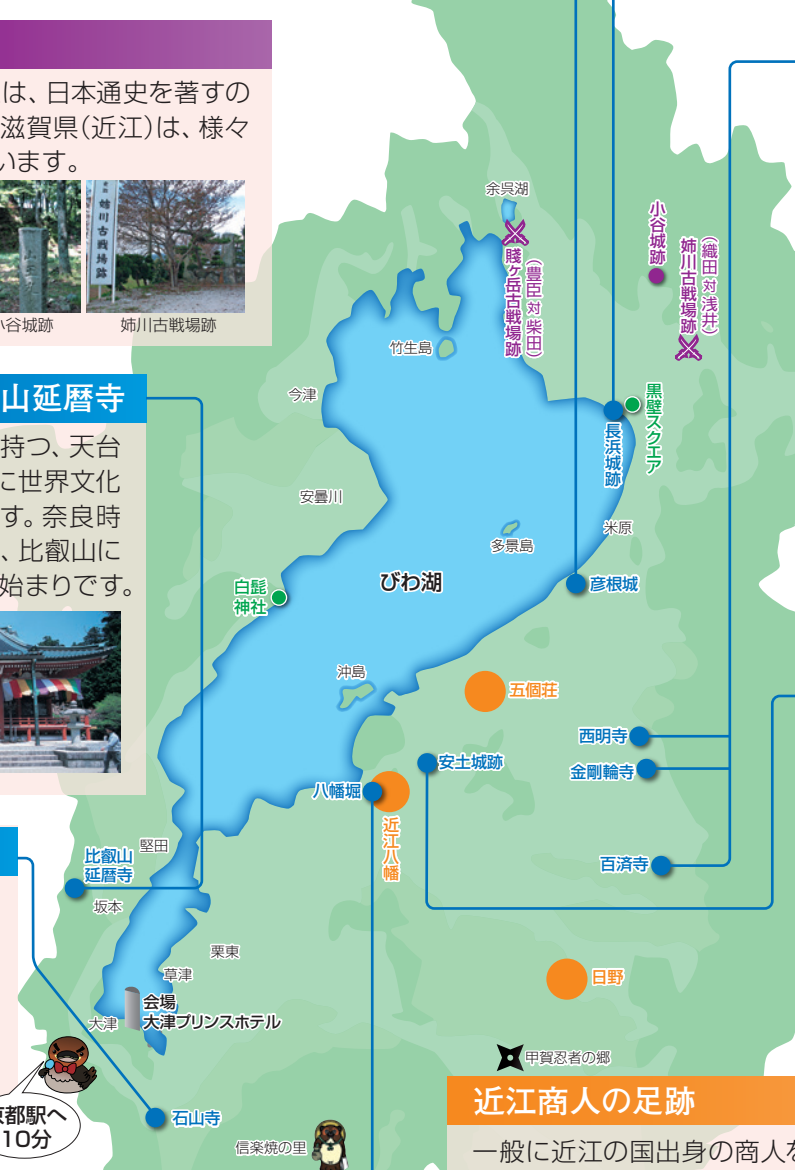 は、日本通史を著すの
滋賀県(近江)は、様々
います。
姉川古戦場跡
小谷城跡
姉川古戦場跡
山延暦寺
持つ、天台
に世界文化
す。奈良時
、比叡山に
始まりです。
余呉湖
賤ヶ岳古戦場跡
(豊臣 対 柴田)
小谷城跡
姉川古戦場跡
(織田 対 浅井)
竹生島
今津
黒壁スクエア
長浜城跡
安曇川
多景島
米原
びわ湖
彦根城
白髭
神社
沖島
五個荘
西明寺
安土城跡
金剛輪寺
八幡堀
近江八幡
堅田
比叡山
延暦寺
百済寺
坂本
栗東
草津
日野
会場
大津プリンスホテル
大津
甲賀忍者の郷
京都駅へ
10分
石山寺
信楽焼の里
近江商人の足跡
一般に近江の国出身の商人を